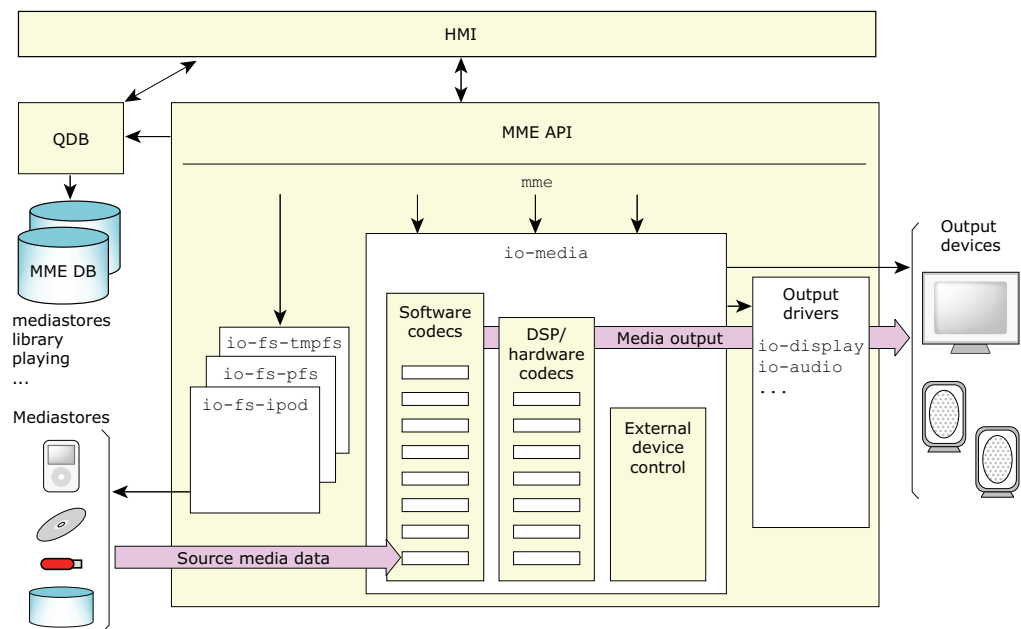 HMI
QDB
MME API
mme
MME DB
mediastores
library
playing
...
io-media
Output
devices
Software
codecs
DSP/
hardware
codecs
Media output
Output
drivers
io-display
io-audio
...
io-fs-tmpfs
io-fs-pfs
io-fs-ipod
External
device
control
Mediastores
Source media data